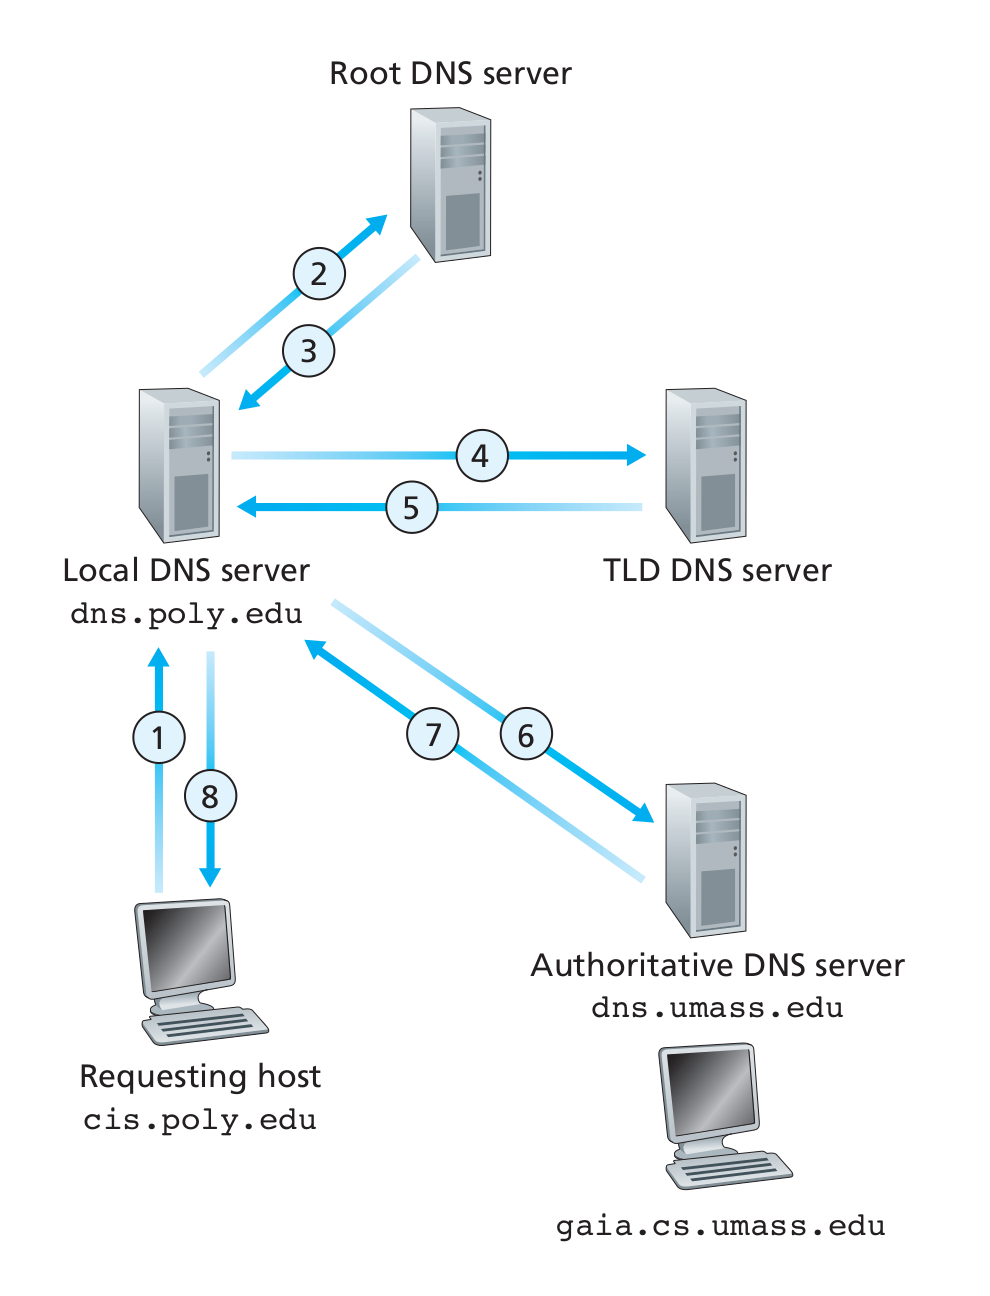 Root DNS server
2
3
4
5
Local DNS server
dns.poly.edu
TLD DNS server
1
8
7
6
Authoritative DNS server
dns.umass.edu
Requesting host
cis.poly.edu
gaia.cs.umass.edu